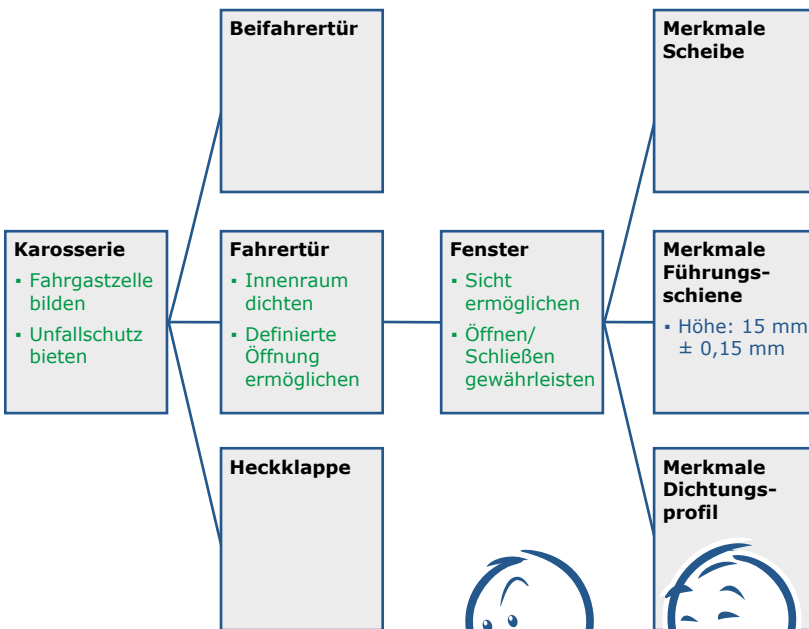 Beifahrertür
Merkmale
Scheibe
Karosserie
▪ Fahrgastzelle
bilden
▪ Unfallschutz
bieten
Fahrertür
▪ Innenraum
dichten
▪ Definierte
Öffnung
ermöglichen
Fenster
▪ Sicht
ermöglichen
▪ Öffnen/
Schließen
gewährleisten
Merkmale
Führungs-
schiene
▪ Höhe: 15 mm
± 0,15 mm
Heckklappe
Merkmale
Dichtungs-
profil